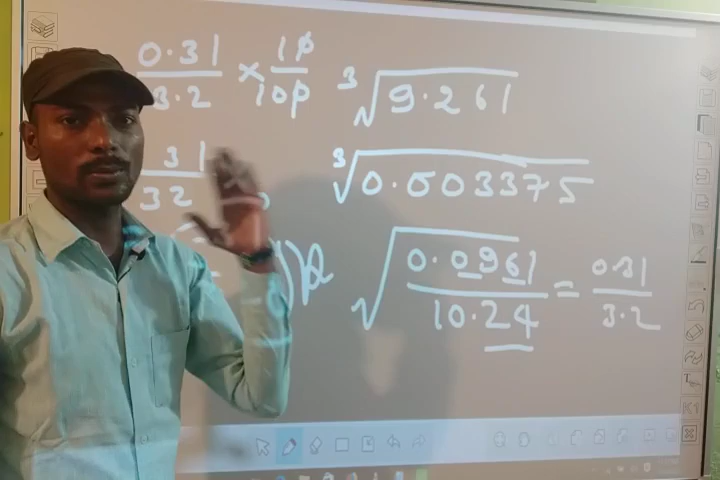 0.31/3.2 × 10/100
31/32
∛9.261
∛0.003375
√(0.0961/10.24) = 0.31/3.2